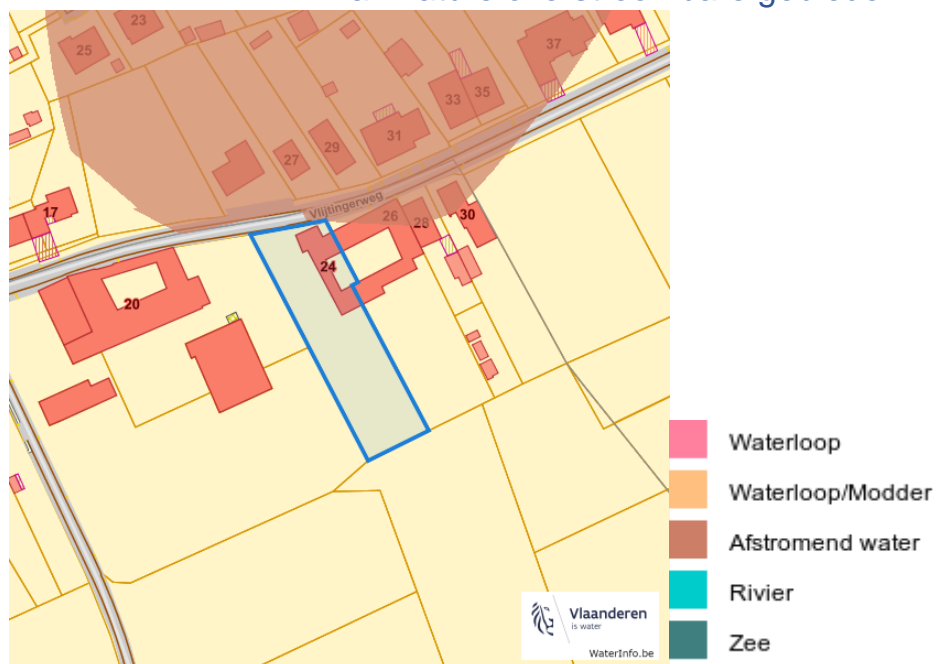 23
25
37
33
35
31
29
27
17
Vlijtingerweg
26
28
30
24
20
Waterloop
Waterloop/Modder
Afstromend water
Rivier
Zee
Vlaanderen
is water
WaterInfo.be